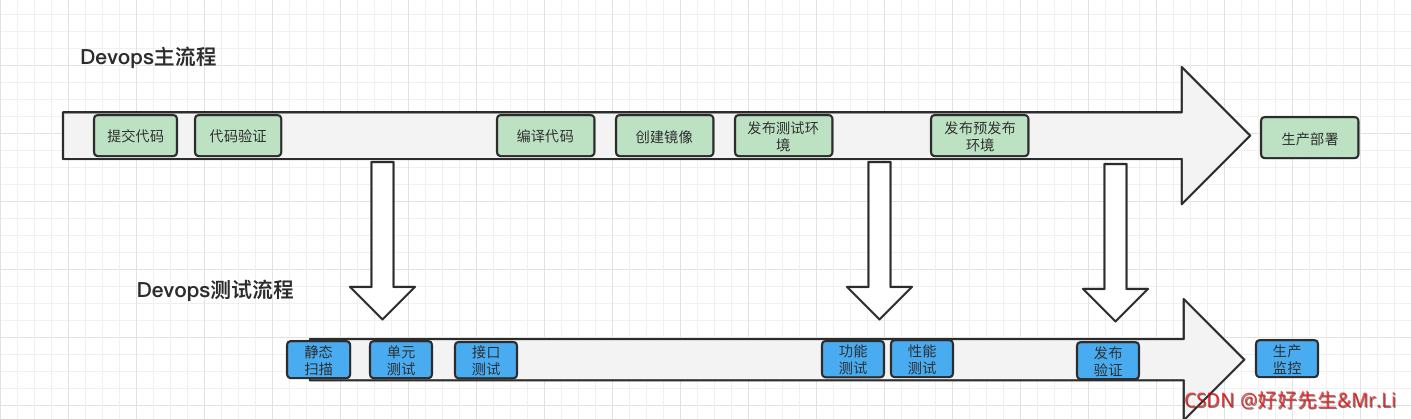 Devops主流程
提交代码
代码验证
编译代码
创建镜像
发布测试环
境
发布预发布
环境
生产部署
Devops测试流程
静态
扫描
单元
测试
接口
测试
功能
测试
性能
测试
发布
验证
生产
监控
CSDN @好好先生&Mr.Li